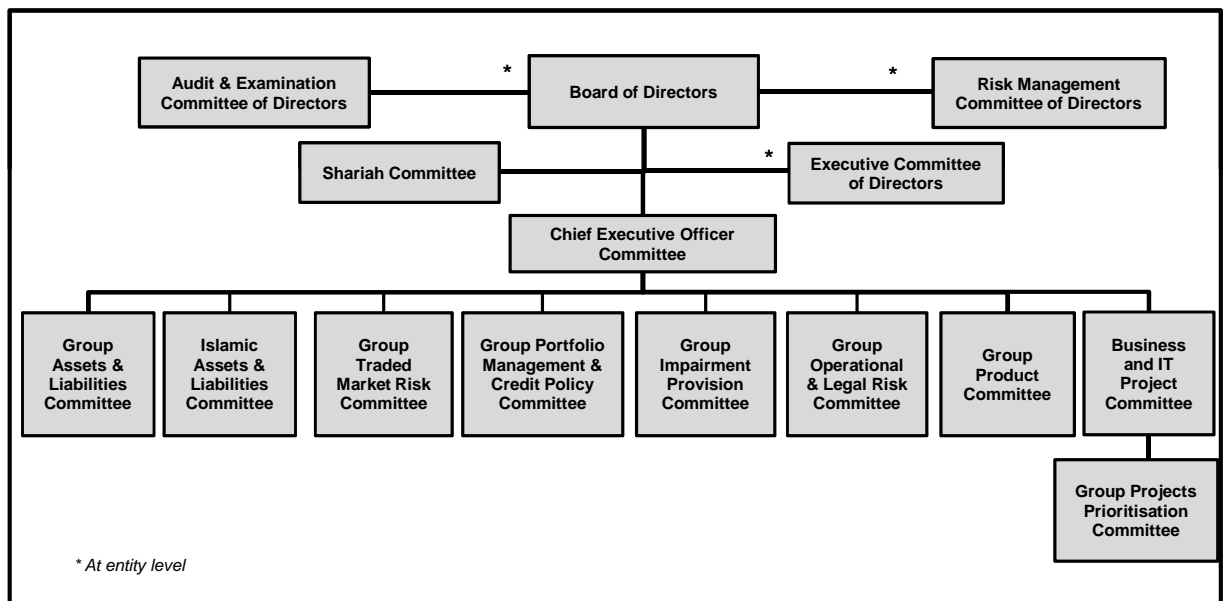 *
*
Audit & Examination
Committee of Directors
Board of Directors
Risk Management
Committee of Directors
*
Shariah Committee
Executive Committee
of Directors
Chief Executive Officer
Committee
Group
Assets &
Liabilities
Committee
Islamic
Assets &
Liabilities
Committee
Group
Traded
Market Risk
Committee
Group Portfolio
Management &
Credit Policy
Committee
Group
Impairment
Provision
Committee
Group
Operational
& Legal Risk
Committee
Group
Product
Committee
Business
and IT
Project
Committee
Group Projects
Prioritisation
Committee
* At entity level